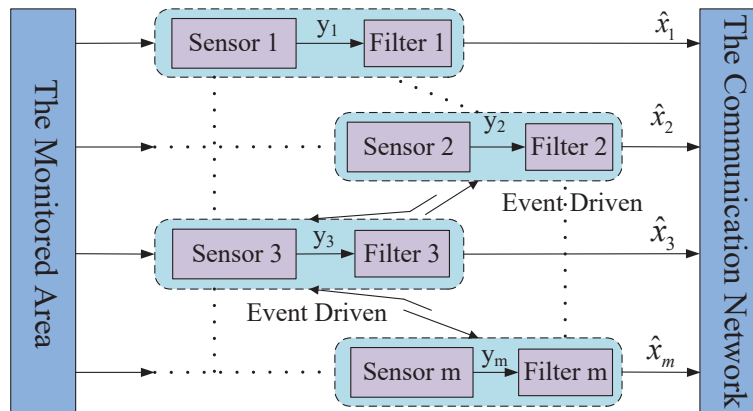 The Monitored Area
Sensor 1
y1
Filter 1
x̂1
Sensor 2
y2
Filter 2
x̂2
Event Driven
Sensor 3
y3
Filter 3
x̂3
Event Driven
Sensor m
ym
Filter m
x̂m
The Communication Network